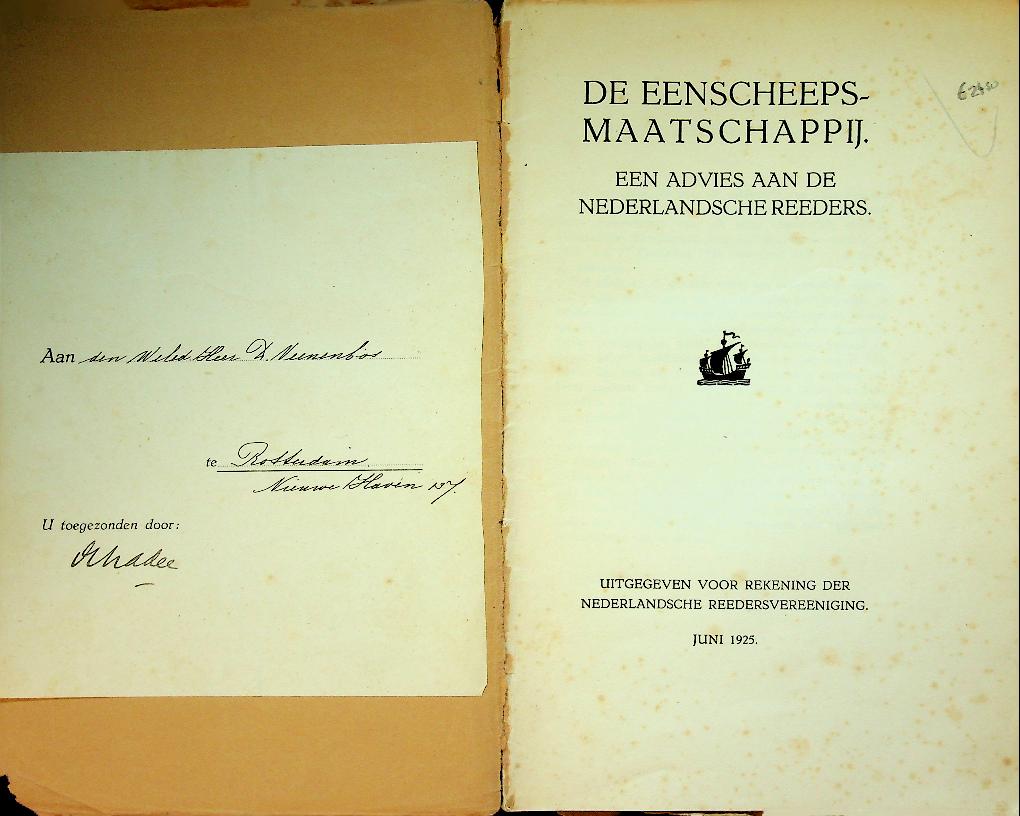 Aan den Weled. Heer D. Veenenbos
te Rotterdam
Nieuwe Haven 137.
U toegezonden door:
DE EENSCHEEPS-
MAATSCHAPPIJ.
EEN ADVIES AAN DE
NEDERLANDSCHE REEDERS.
UITGEGEVEN VOOR REKENING DER
NEDERLANDSCHE REEDERSVEREENIGING.
JUNI 1925.